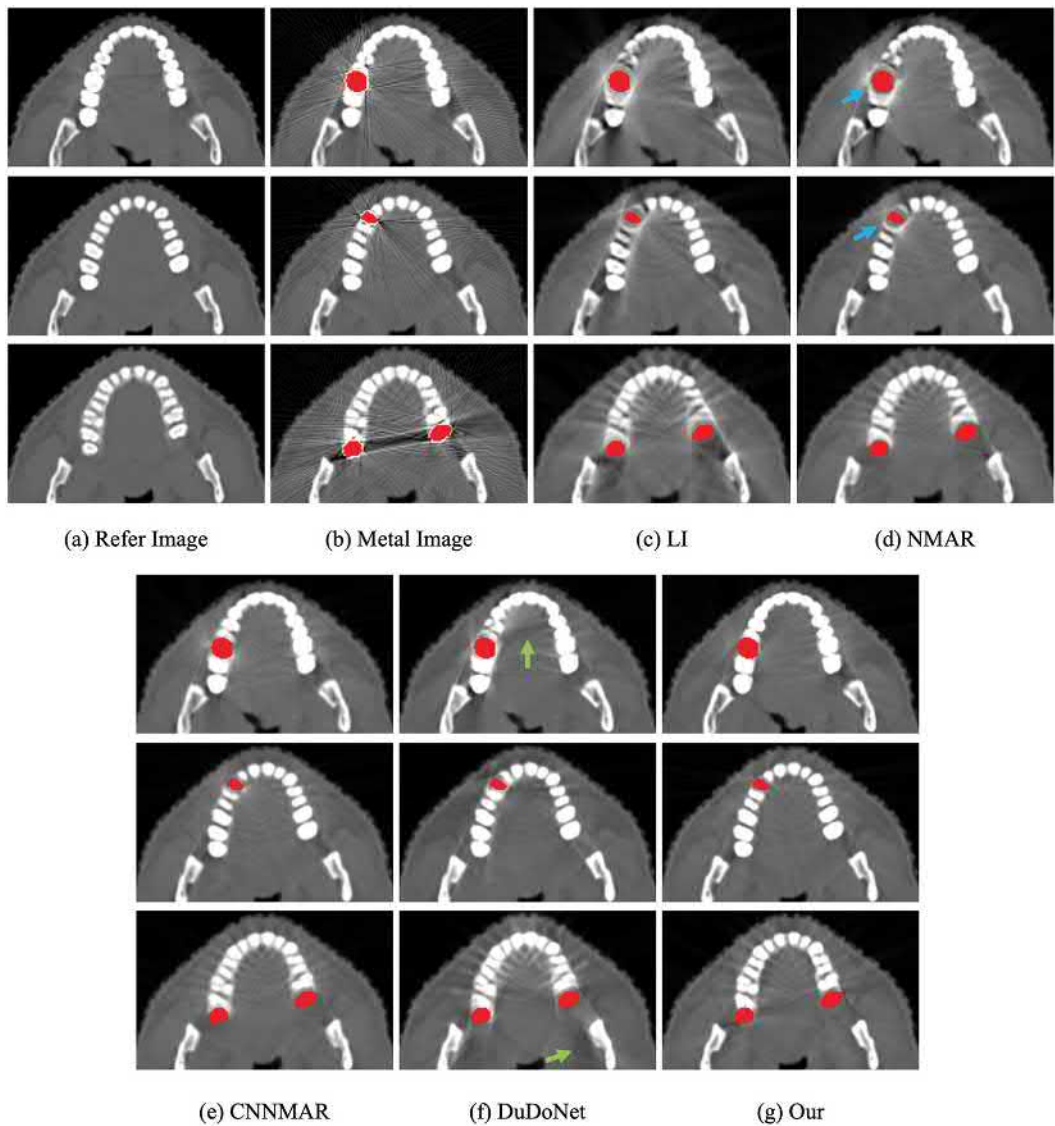 (a) Refer Image
(b) Metal Image
(c) LI
(d) NMAR
(e) CNNMAR
(f) DuDoNet
(g) Our